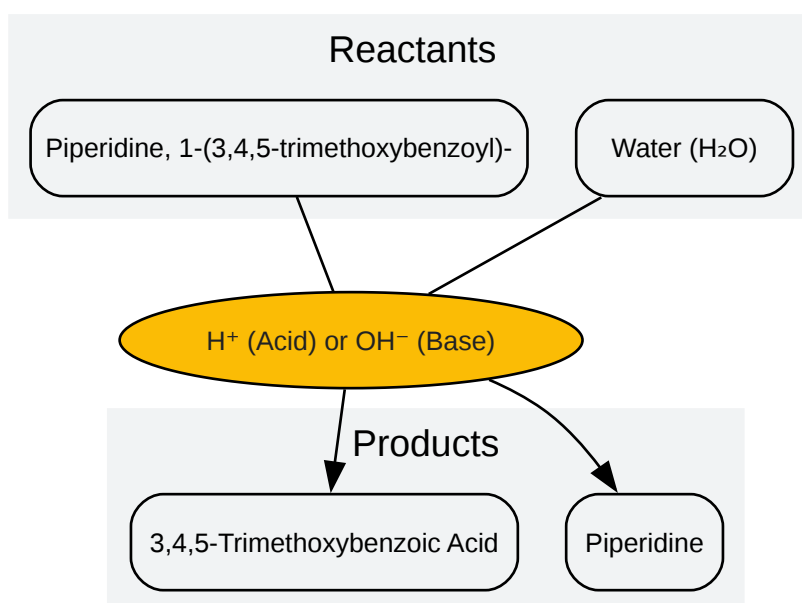 Reactants
Piperidine, 1-(3,4,5-trimethoxybenzoyl)-
Water (H₂O)
H⁺ (Acid) or OH⁻ (Base)
Products
3,4,5-Trimethoxybenzoic Acid
Piperidine